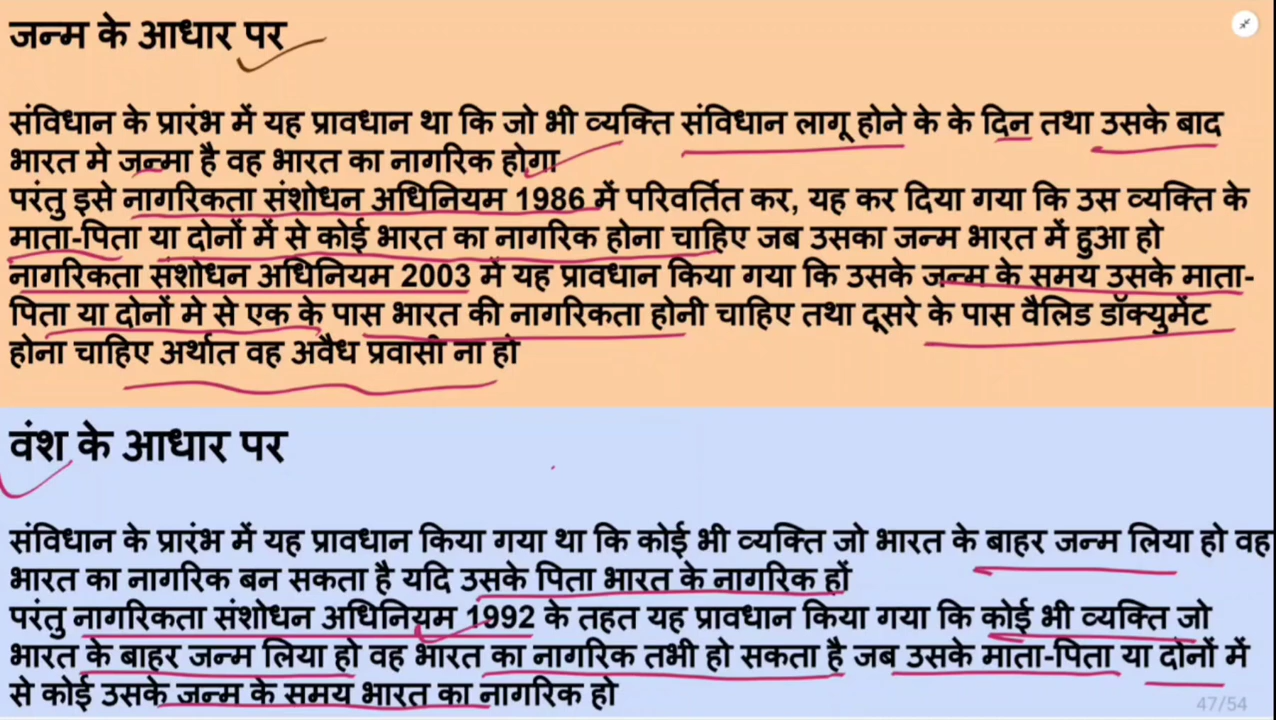 जन्म के आधार पर
संविधान के प्रारंभ में यह प्रावधान था कि जो भी व्यक्ति संविधान लागू होने के के दिन तथा उसके बाद
भारत मे जन्मा है वह भारत का नागरिक होगा
परंतु इसे नागरिकता संशोधन अधिनियम 1986 में परिवर्तित कर, यह कर दिया गया कि उस व्यक्ति के
माता-पिता या दोनों में से कोई भारत का नागरिक होना चाहिए जब उसका जन्म भारत में हुआ हो
नागरिकता संशोधन अधिनियम 2003 में यह प्रावधान किया गया कि उसके जन्म के समय उसके माता-
पिता या दोनों मे से एक के पास भारत की नागरिकता होनी चाहिए तथा दूसरे के पास वैलिड डॉक्युमेंट
होना चाहिए अर्थात वह अवैध प्रवासी ना हो
वंश के आधार पर
संविधान के प्रारंभ में यह प्रावधान किया गया था कि कोई भी व्यक्ति जो भारत के बाहर जन्म लिया हो वह
भारत का नागरिक बन सकता है यदि उसके पिता भारत के नागरिक हों
परंतु नागरिकता संशोधन अधिनियम 1992 के तहत यह प्रावधान किया गया कि कोई भी व्यक्ति जो
भारत के बाहर जन्म लिया हो वह भारत का नागरिक तभी हो सकता है जब उसके माता-पिता या दोनों में
से कोई उसके जन्म के समय भारत का नागरिक हो
47/54